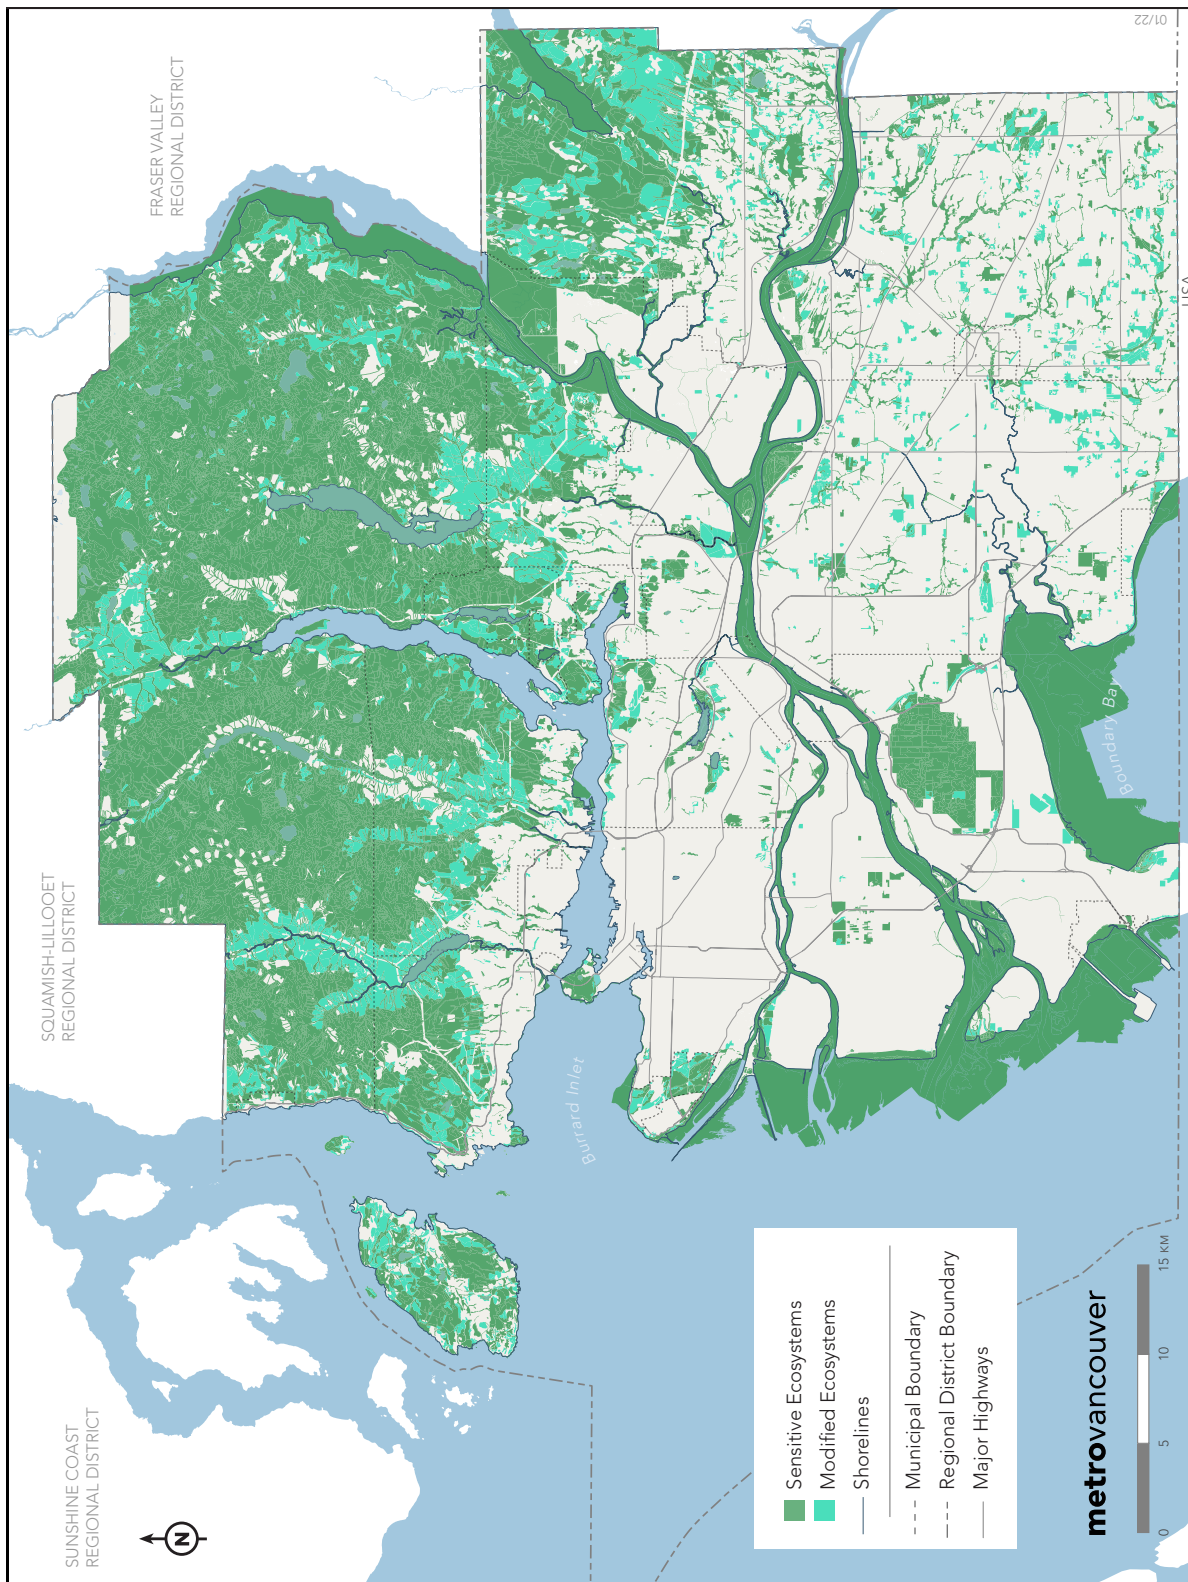 SUNSHINE COAST
REGIONAL DISTRICT
SQUAMISH-LILLOOET
REGIONAL DISTRICT
FRASER VALLEY
REGIONAL DISTRICT
N
Burrard Inlet
Boundary Bay
USA
Sensitive Ecosystems
Modified Ecosystems
Shorelines
Municipal Boundary
Regional District Boundary
Major Highways
metrovancouver
0 5 10 15 KM
01/22